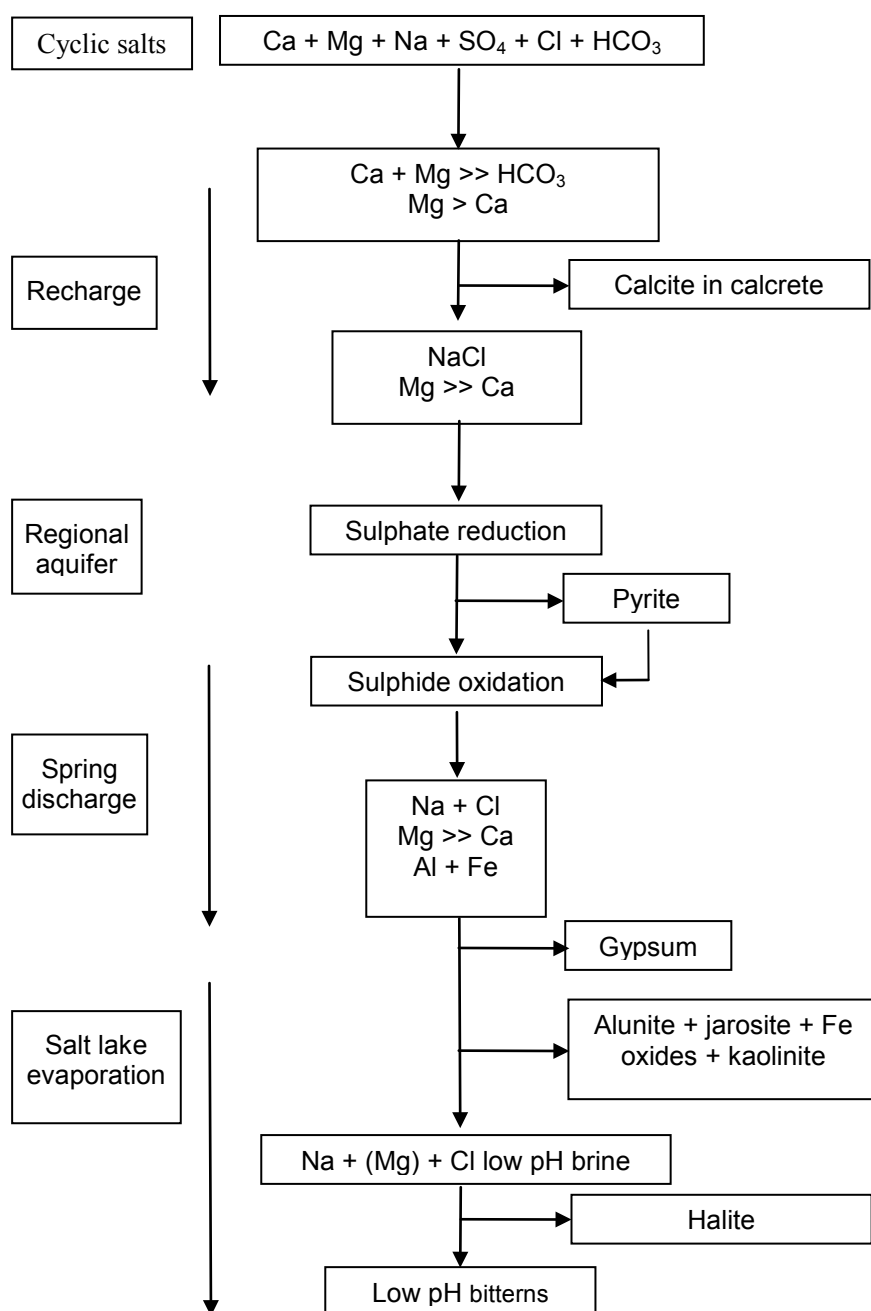 Cyclic salts
Ca + Mg + Na + SO₄ + Cl + HCO₃
Ca + Mg >> HCO₃
Mg > Ca
Recharge
Calcite in calcrete
NaCl
Mg >> Ca
Regional
aquifer
Sulphate reduction
Pyrite
Sulphide oxidation
Spring
discharge
Na + Cl
Mg >> Ca
Al + Fe
Gypsum
Salt lake
evaporation
Alunite + jarosite + Fe
oxides + kaolinite
Na + (Mg) + Cl low pH brine
Halite
Low pH bitterns